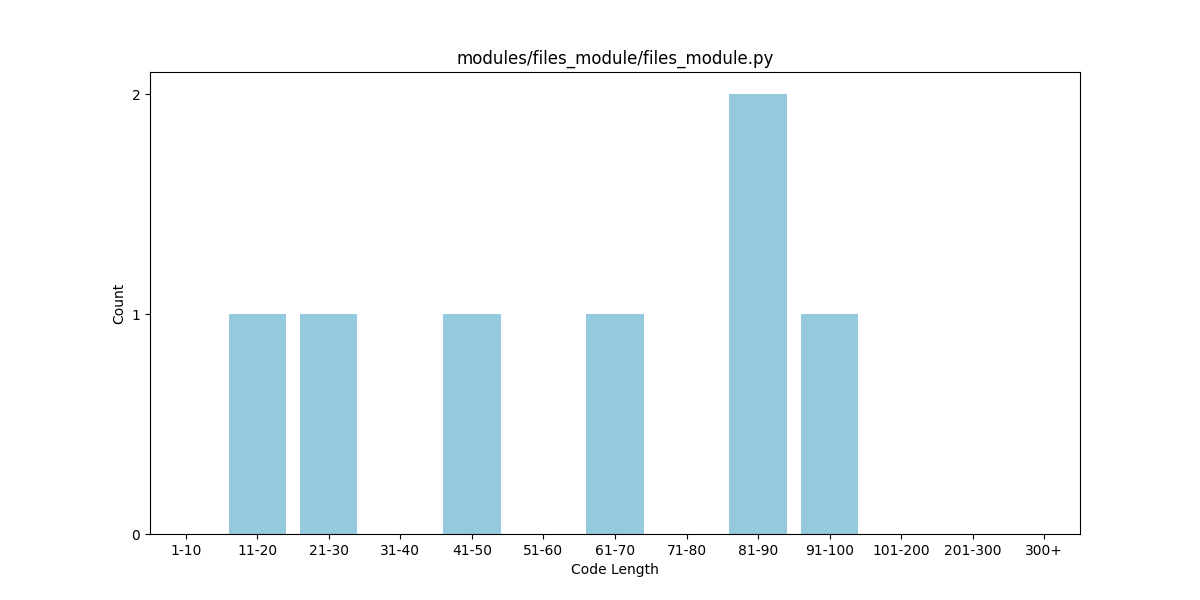 modules/files_module/files_module.py
Count
2
1
0
1-10 11-20 21-30 31-40 41-50 51-60 61-70 71-80 81-90 91-100 101-200 201-300 300+
Code Length